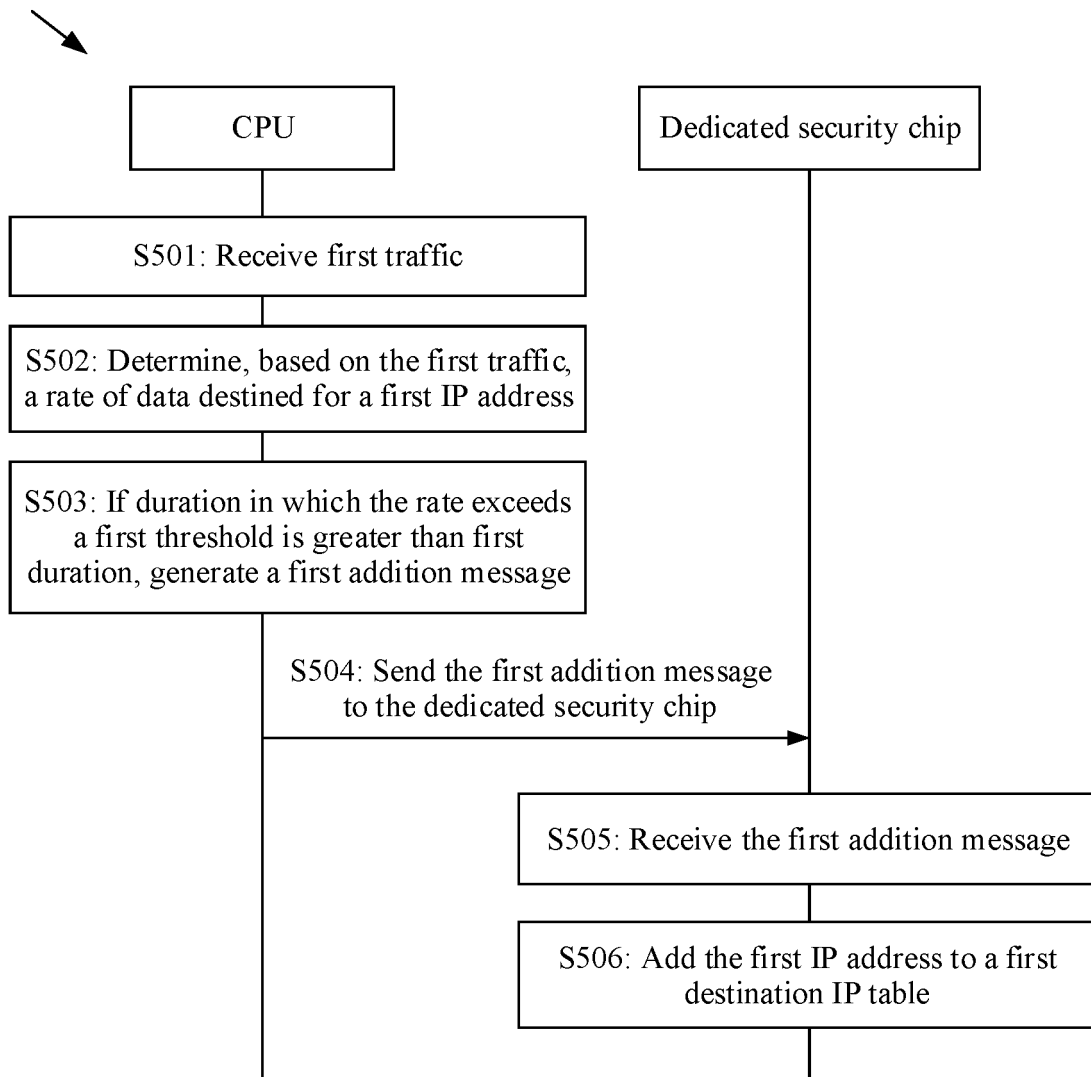 CPU
Dedicated security chip
S501: Receive first traffic
S502: Determine, based on the first traffic,
a rate of data destined for a first IP address
S503: If duration in which the rate exceeds
a first threshold is greater than first
duration, generate a first addition message
S504: Send the first addition message
to the dedicated security chip
S505: Receive the first addition message
S506: Add the first IP address to a first
destination IP table